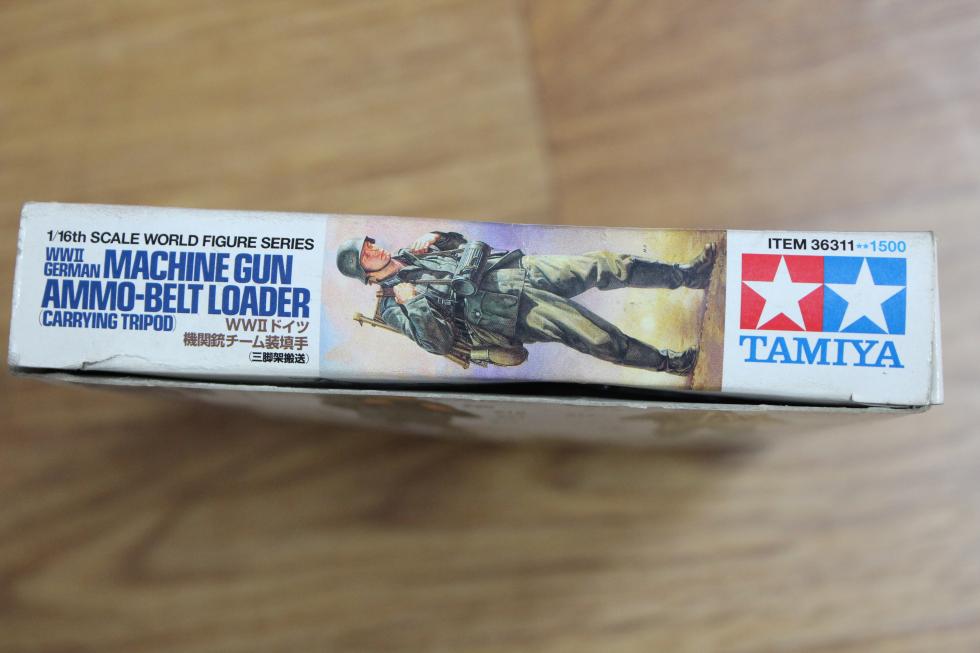 1/16th SCALE WORLD FIGURE SERIES
WWII
GERMAN MACHINE GUN
AMMO-BELT LOADER
(CARRYING TRIPOD)
WWIIドイツ
機関銃チーム装填手
(三脚架搬送)
ITEM 36311**1500
TAMIYA